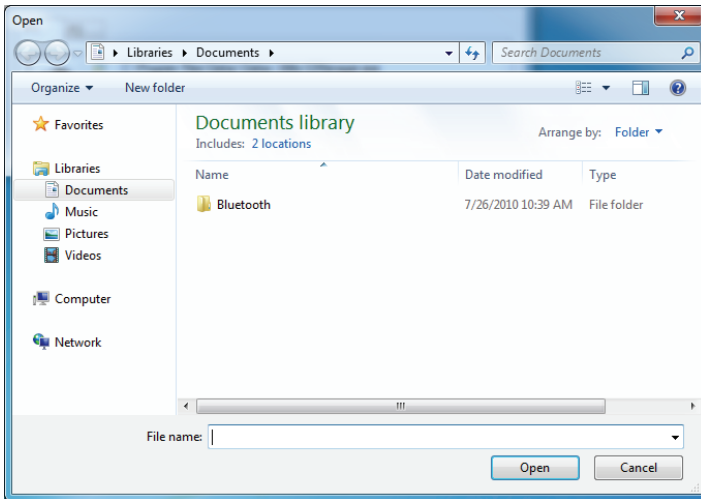 Open
Libraries Documents
Search Documents
Organize New folder
Favorites
Libraries
Documents
Music
Pictures
Videos
Computer
Network
Documents library
Includes: 2 locations
Arrange by: Folder
Name Date modified Type
Bluetooth 7/26/2010 10:39 AM File folder
File name:
Open Cancel